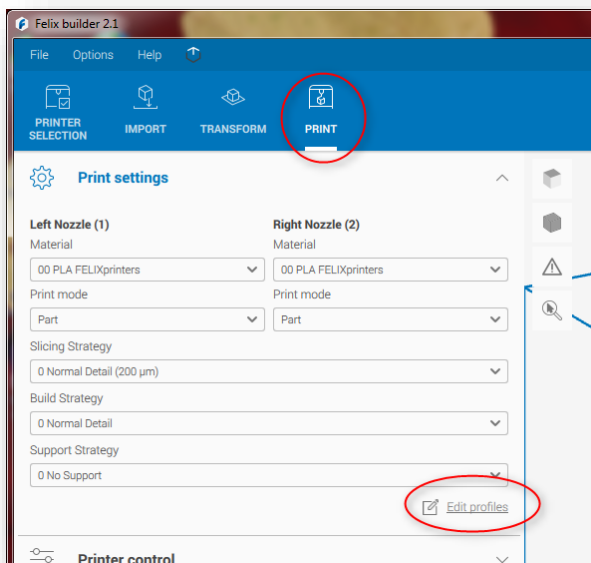 Felix builder 2.1
File Options Help
PRINTER
SELECTION
IMPORT
TRANSFORM
PRINT
Print settings
Left Nozzle (1) Right Nozzle (2)
Material Material
00 PLA FELIXprinters 00 PLA FELIXprinters
Print mode Print mode
Part Part
Slicing Strategy
0 Normal Detail (200 μm)
Build Strategy
0 Normal Detail
Support Strategy
0 No Support
Edit profiles
Printer control